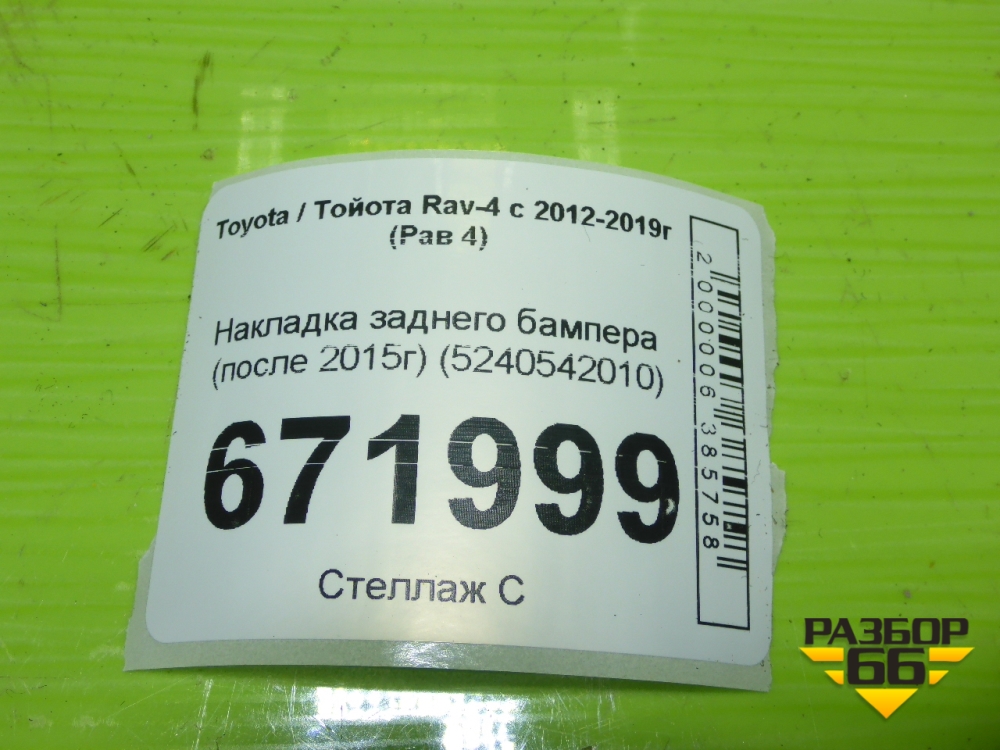 Toyota / Тойота Rav-4 с 2012-2019г
(Рав 4)
Накладка заднего бампера
(после 2015г) (5240542010)
671999
Стеллаж С
2000006385758
РАЗБОР
66